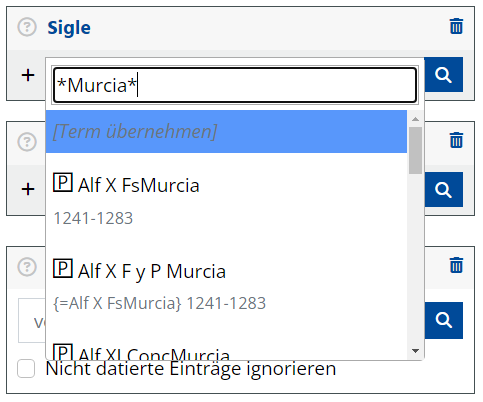 Sigle
*Murcia*
[Term übernehmen]
P Alf X FsMurcia
1241-1283
P Alf X F y P Murcia
{=Alf X FsMurcia} 1241-1283
P Alf XI ConcMurcia
Nicht datierte Einträge ignorieren